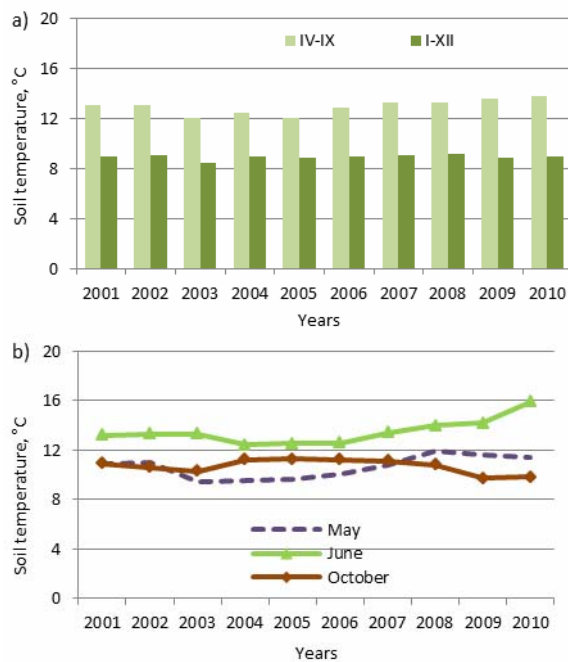 a)
20
16
12
8
4
0
Soil temperature, °C
IV-IX I-XII
2001 2002 2003 2004 2005 2006 2007 2008 2009 2010
Years
b)
20
16
12
8
4
0
Soil temperature, °C
May
June
October
2001 2002 2003 2004 2005 2006 2007 2008 2009 2010
Years